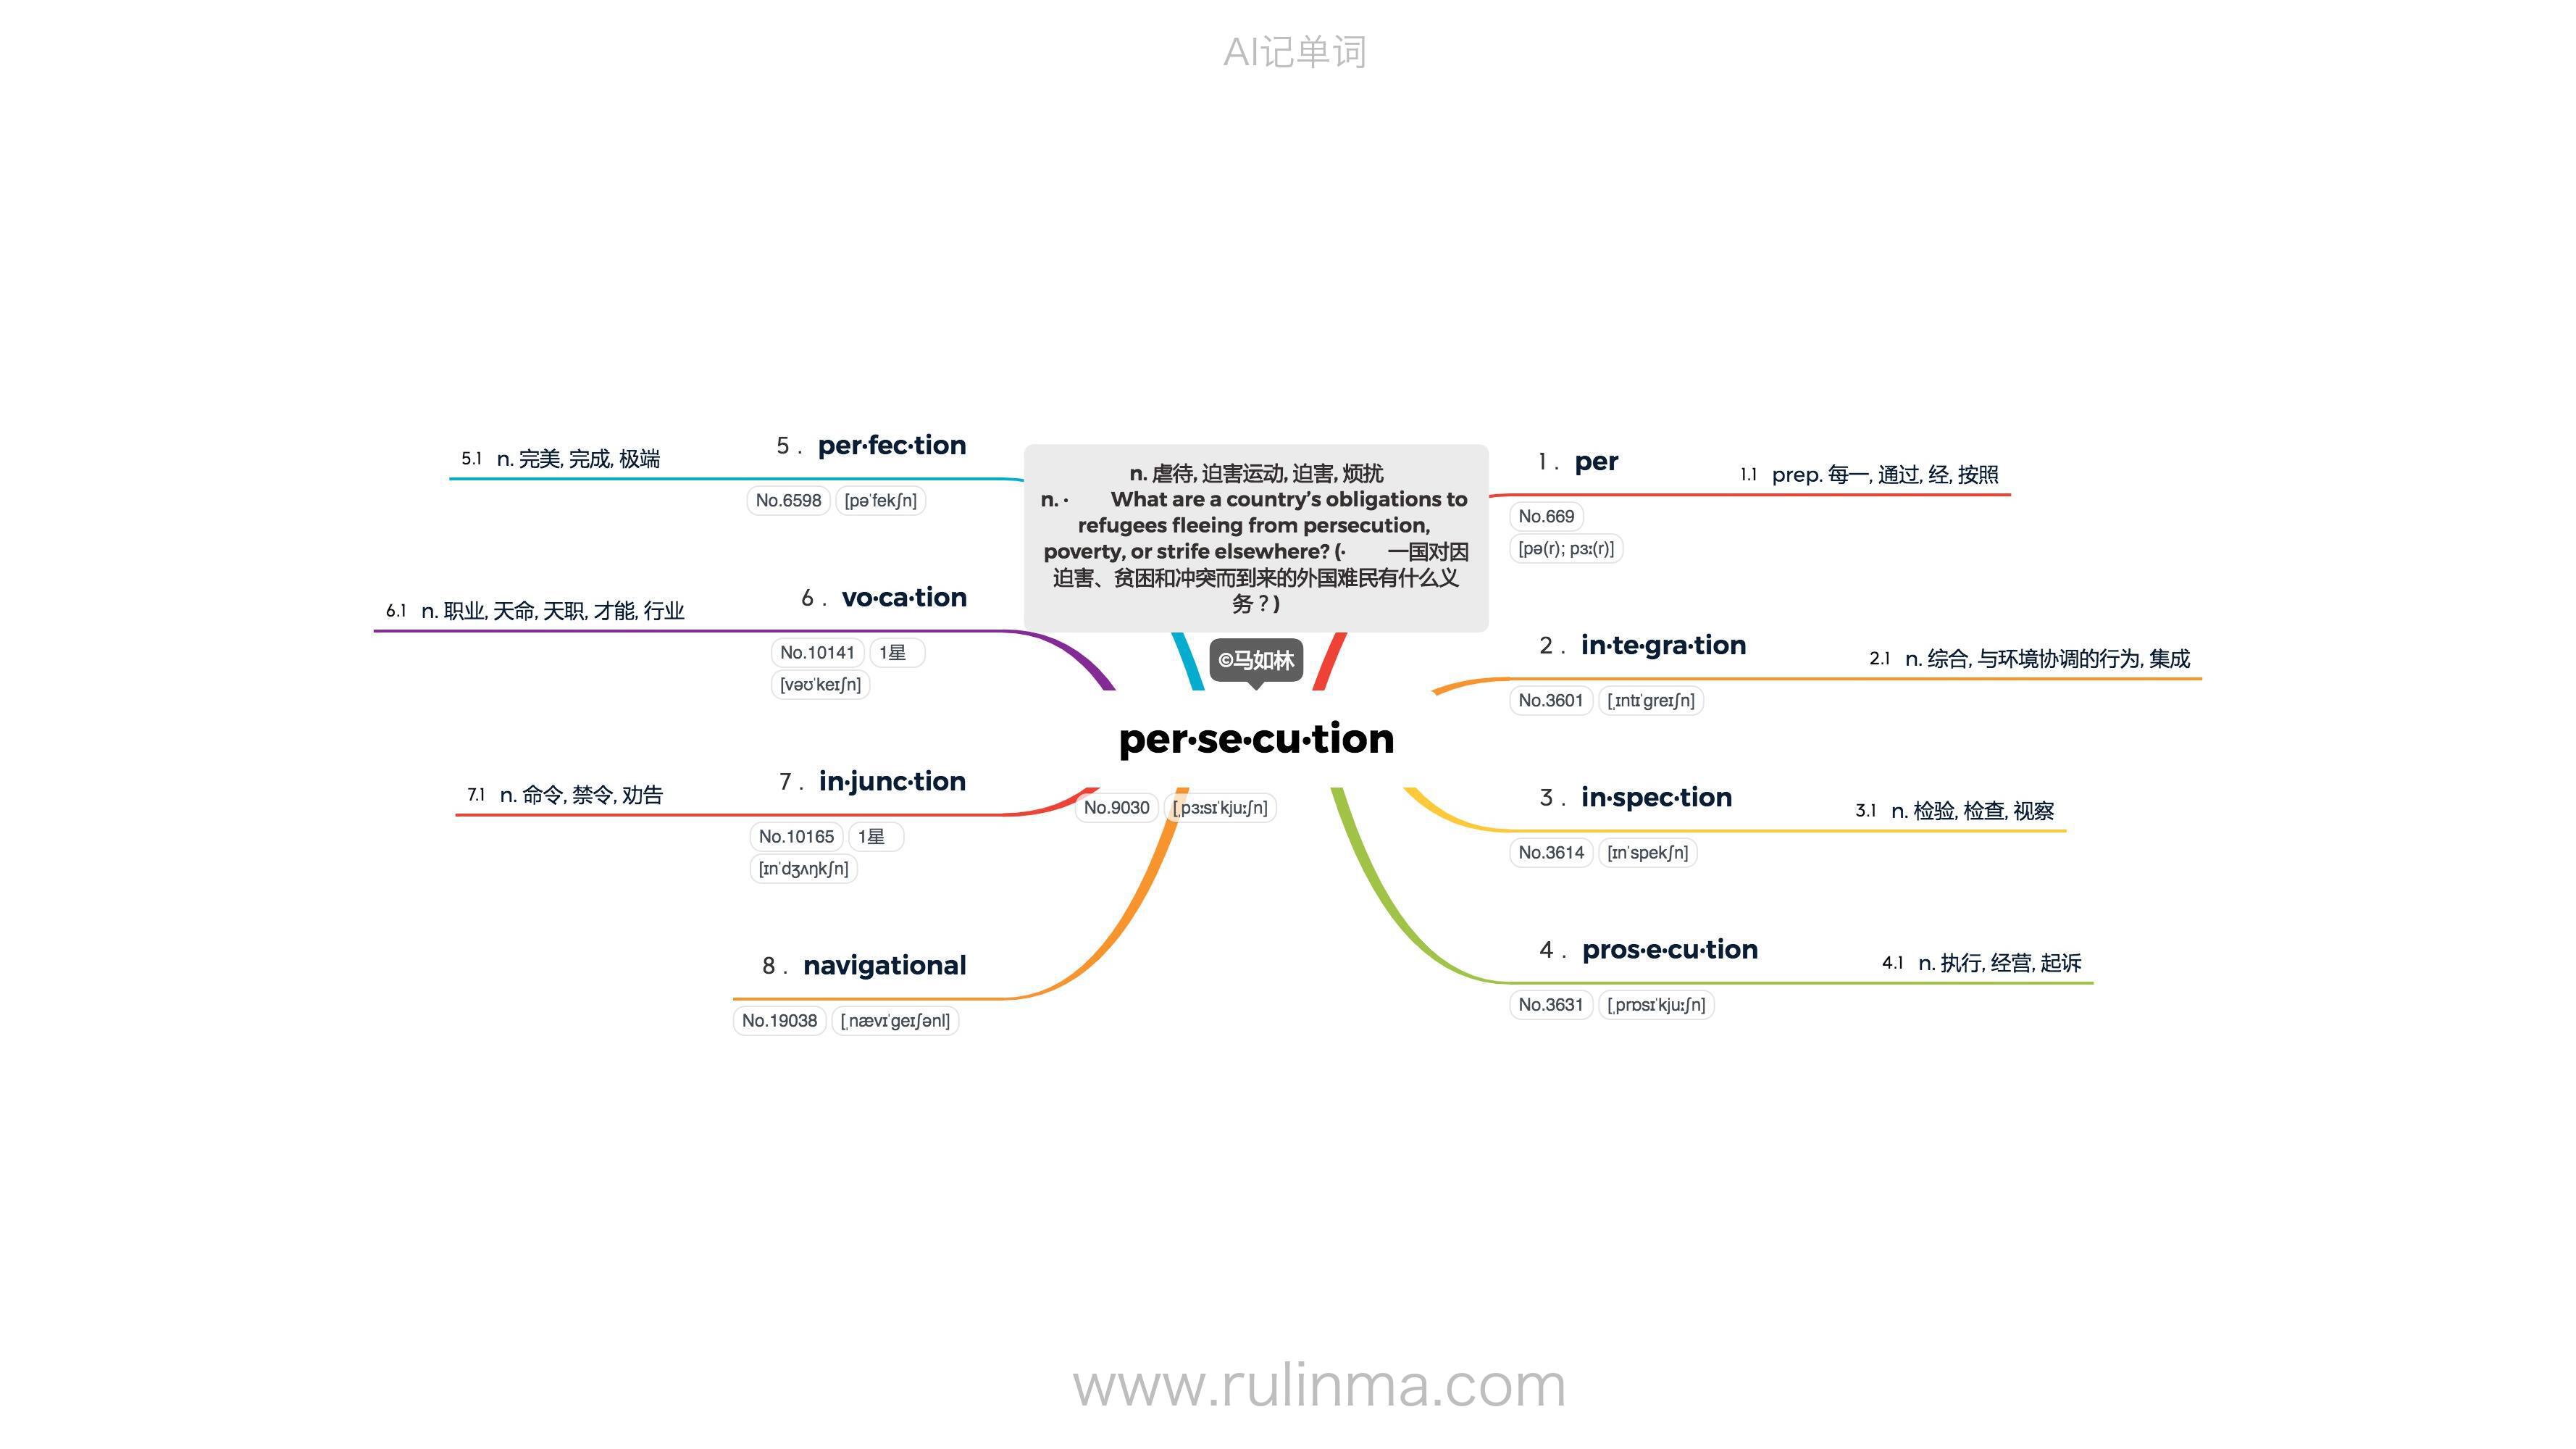 AI记单词
n. 虐待, 迫害运动, 迫害, 烦扰
n. · What are a country’s obligations to
refugees fleeing from persecution,
poverty, or strife elsewhere? (· 一国对因
迫害、贫困和冲突而到来的外国难民有什么义
务？)
©马如林
per·se·cu·tion
No.9030 [ˌpɜːsɪˈkjuːʃn]
1 . per
1.1 prep. 每一, 通过, 经, 按照
No.669
[pə(r); pɜː(r)]
2 . in·te·gra·tion
2.1 n. 综合, 与环境协调的行为, 集成
No.3601 [ˌɪntɪˈɡreɪʃn]
3 . in·spec·tion
3.1 n. 检验, 检查, 视察
No.3614 [ɪnˈspekʃn]
4 . pros·e·cu·tion
4.1 n. 执行, 经营, 起诉
No.3631 [ˌprɒsɪˈkjuːʃn]
5 . per·fec·tion
5.1 n. 完美, 完成, 极端
No.6598 [pəˈfekʃn]
6 . vo·ca·tion
6.1 n. 职业, 天命, 天职, 才能, 行业
No.10141 1星
[vəʊˈkeɪʃn]
7 . in·junc·tion
7.1 n. 命令, 禁令, 劝告
No.10165 1星
[ɪnˈdʒʌŋkʃn]
8 . navigational
No.19038 [ˌnævɪˈɡeɪʃənl]
www.rulinma.com